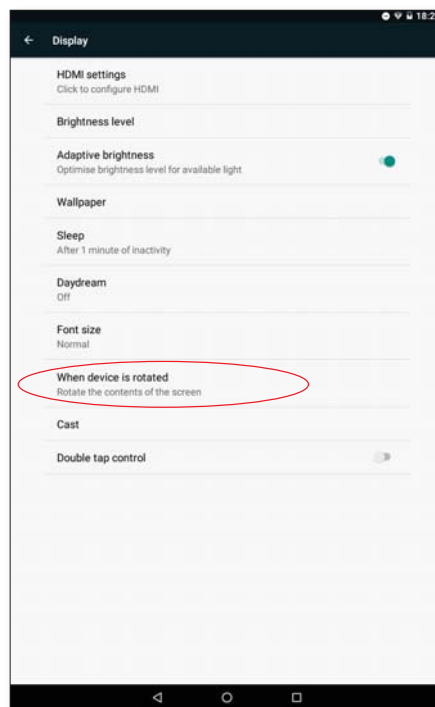 18:2
Display
HDMI settings
Click to configure HDMI
Brightness level
Adaptive brightness
Optimise brightness level for available light
Wallpaper
Sleep
After 1 minute of inactivity
Daydream
Off
Font size
Normal
When device is rotated
Rotate the contents of the screen
Cast
Double tap control